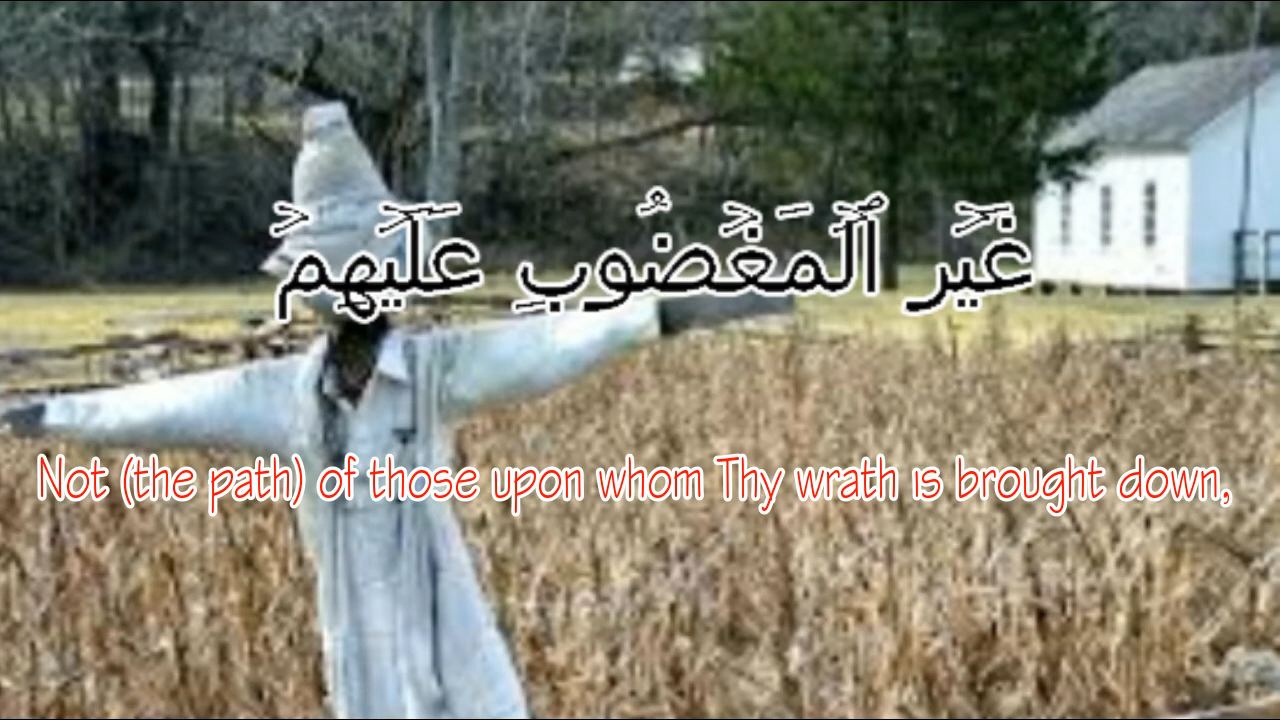 غَيۡرِ ٱلۡمَغۡضُوبِ عَلَيۡهِمۡ
Not (the path) of those upon whom Thy wrath is brought down,